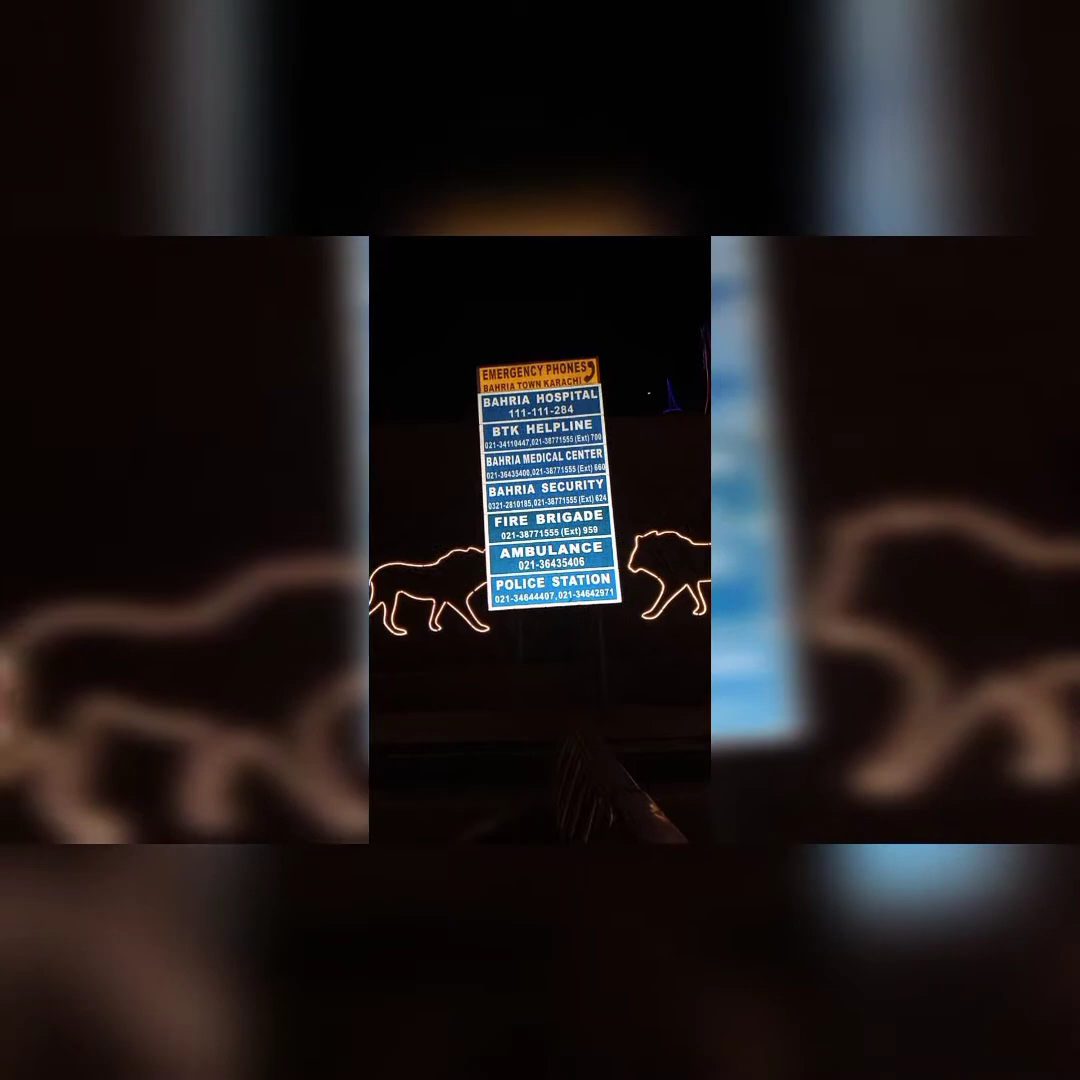 EMERGENCY PHONES
BAHRIA TOWN KARACHI
BAHRIA HOSPITAL
111-111-284
BTK HELPLINE
021-34110447,021-38771555 (Ext) 700
BAHRIA MEDICAL CENTER
021-36435400,021-38771555 (Ext) 660
BAHRIA SECURITY
0321-2810185,021-38771555 (Ext) 624
FIRE BRIGADE
021-38771555 (Ext) 959
AMBULANCE
021-36435406
POLICE STATION
021-34644407,021-34642971